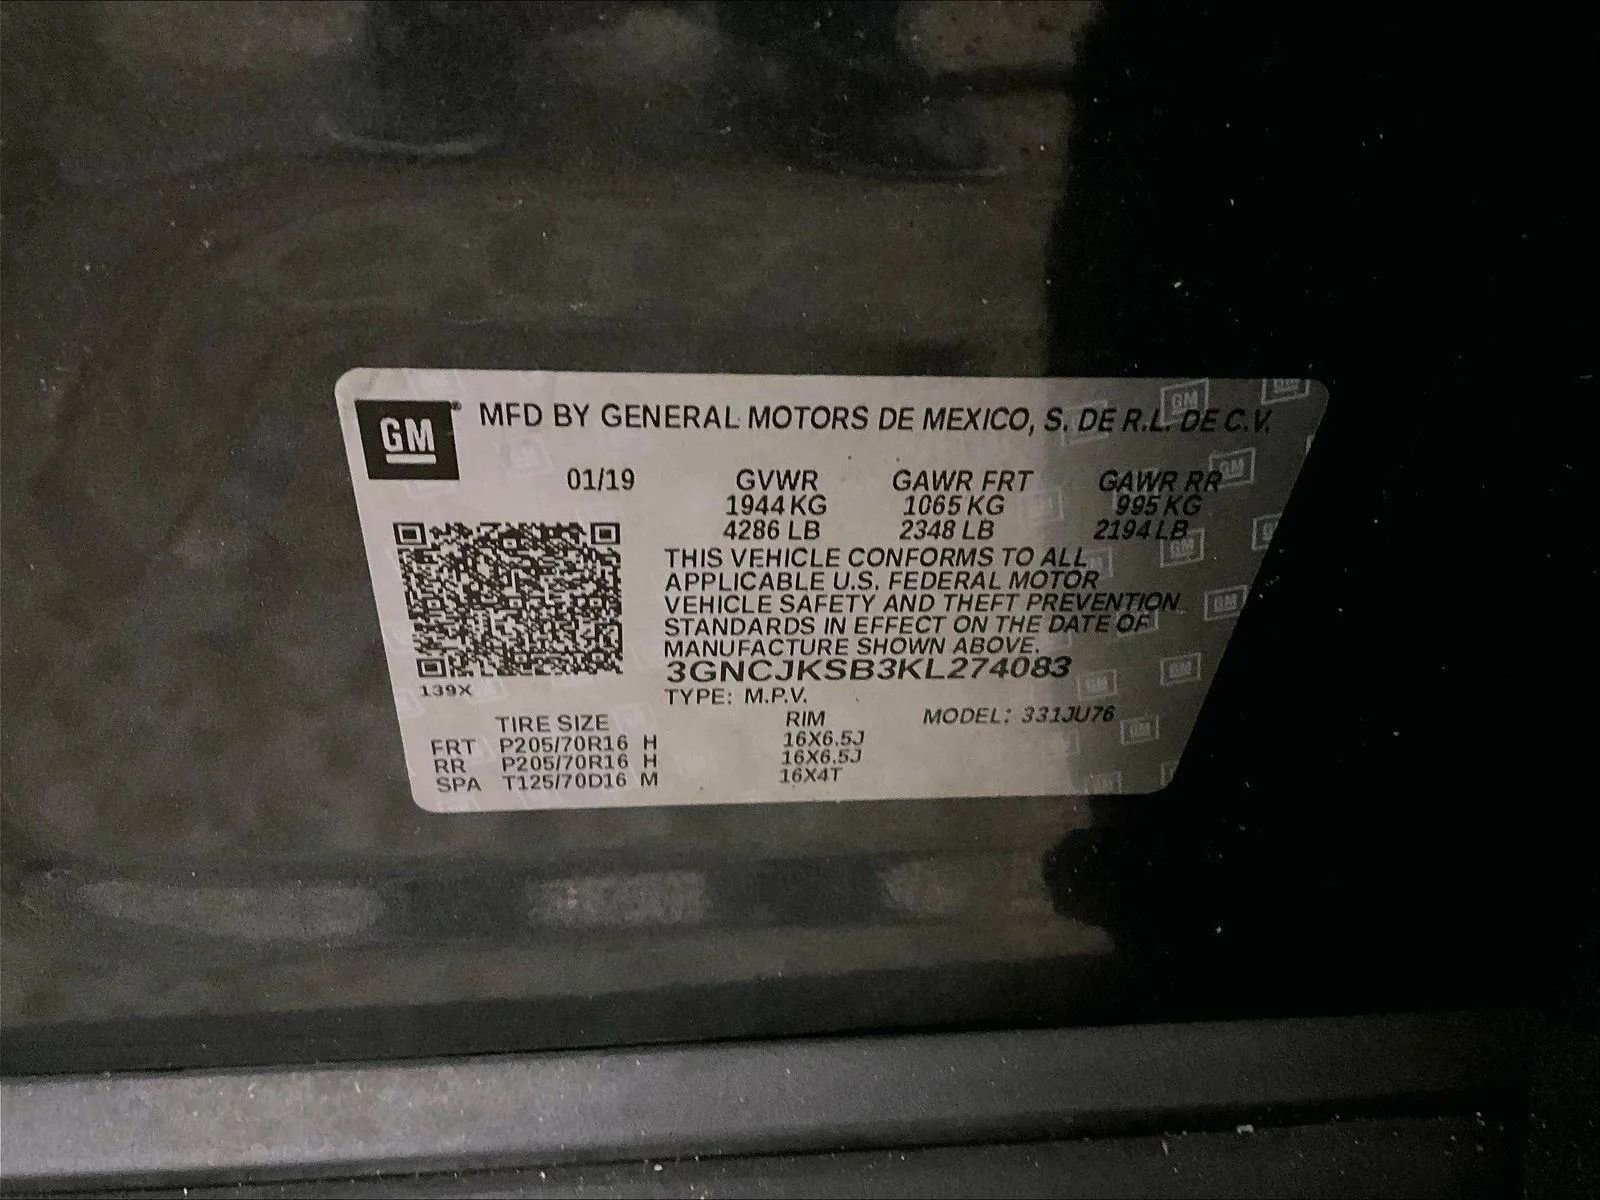 GM
MFD BY GENERAL MOTORS DE MEXICO, S. DE R.L. DE C.V.
01/19 GVWR GAWR FRT GAWR RR
1944 KG 1065 KG 995 KG
4286 LB 2348 LB 2194 LB
THIS VEHICLE CONFORMS TO ALL
APPLICABLE U.S. FEDERAL MOTOR
VEHICLE SAFETY AND THEFT PREVENTION
STANDARDS IN EFFECT ON THE DATE OF
MANUFACTURE SHOWN ABOVE.
3GNCJKSB3KL274083
139X
TYPE: M.P.V.
TIRE SIZE RIM MODEL: 331JU76
FRT P205/70R16 H 16X6.5J
RR P205/70R16 H 16X6.5J
SPA T125/70D16 M 16X4T